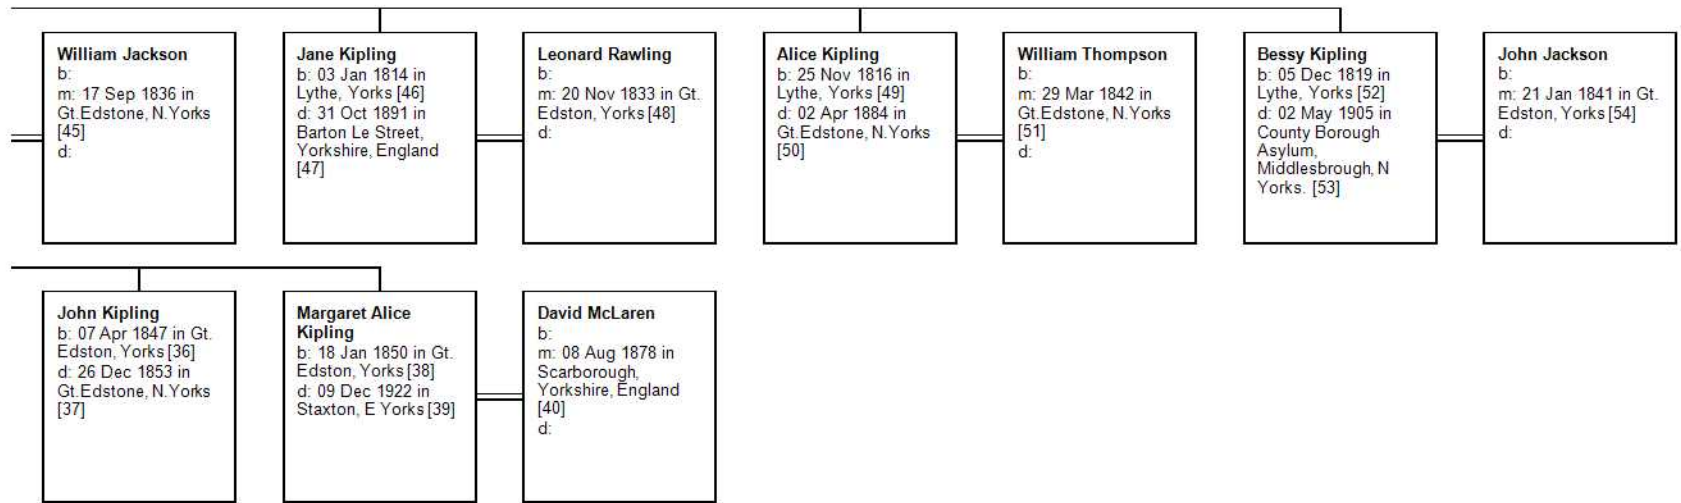 William Jackson
b:
m: 17 Sep 1836 in
Gt.Edstone, N.Yorks
[45]
d:
Jane Kipling
b: 03 Jan 1814 in
Lythe, Yorks [46]
d: 31 Oct 1891 in
Barton Le Street,
Yorkshire, England
[47]
Leonard Rawling
b:
m: 20 Nov 1833 in Gt.
Edston, Yorks [48]
d:
Alice Kipling
b: 25 Nov 1816 in
Lythe, Yorks [49]
d: 02 Apr 1884 in
Gt.Edstone, N.Yorks
[50]
William Thompson
b:
m: 29 Mar 1842 in
Gt.Edstone, N.Yorks
[51]
d:
Bessy Kipling
b: 05 Dec 1819 in
Lythe, Yorks [52]
d: 02 May 1905 in
County Borough
Asylum,
Middlesbrough, N
Yorks. [53]
John Jackson
b:
m: 21 Jan 1841 in Gt.
Edston, Yorks [54]
d:
John Kipling
b: 07 Apr 1847 in Gt.
Edston, Yorks [36]
d: 26 Dec 1853 in
Gt.Edstone, N.Yorks
[37]
Margaret Alice
Kipling
b: 18 Jan 1850 in Gt.
Edston, Yorks [38]
d: 09 Dec 1922 in
Staxton, E Yorks [39]
David McLaren
b:
m: 08 Aug 1878 in
Scarborough,
Yorkshire, England
[40]
d: